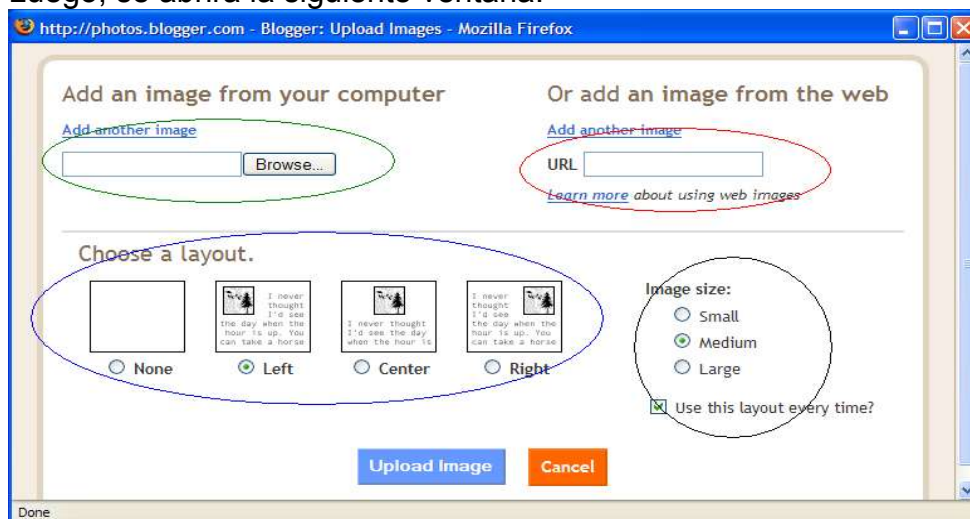 Luego, se abrirá la siguiente ventana:
http://photos.blogger.com - Blogger: Upload Images - Mozilla Firefox
Add an image from your computer
Add another image
Browse...
Or add an image from the web
Add another image
URL
Learn more about using web images
Choose a layout.
I never
thought
I'd see
the day when the
hour is up. You
can take a horse
I never thought
I'd see the day
when the hour is
I never
thought
I'd see
the day when the
hour is up. You
can take a horse
None
Left
Center
Right
Image size:
Small
Medium
Large
Use this layout every time?
Upload Image
Cancel
Done